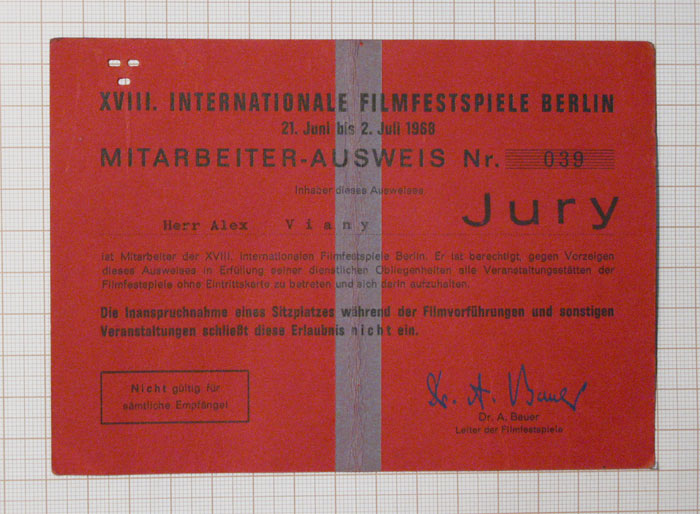 XVIII. INTERNATIONALE FILMFESTSPIELE BERLIN
21. Juni bis 2. Juli 1968
MITARBEITER-AUSWEIS Nr. 039
Inhaber dieses Ausweises
Jury
Herr Alex Viany
ist Mitarbeiter der XVIII. Internationalen Filmfestspiele Berlin. Er ist berechtigt, gegen Vorzeigen
dieses Ausweises in Erfüllung seiner dienstlichen Obliegenheiten alle Veranstaltungsstätten der
Filmfestspiele ohne Eintrittskarte zu betreten und sich darin aufzuhalten.
Die Inanspruchnahme eines Sitzplatzes während der Filmvorführungen und sonstigen
Veranstaltungen schließt diese Erlaubnis nicht ein.
Nicht gültig für
sämtliche Empfänge!
Dr. A. Bauer
Dr. A. Bauer
Leiter der Filmfestspiele